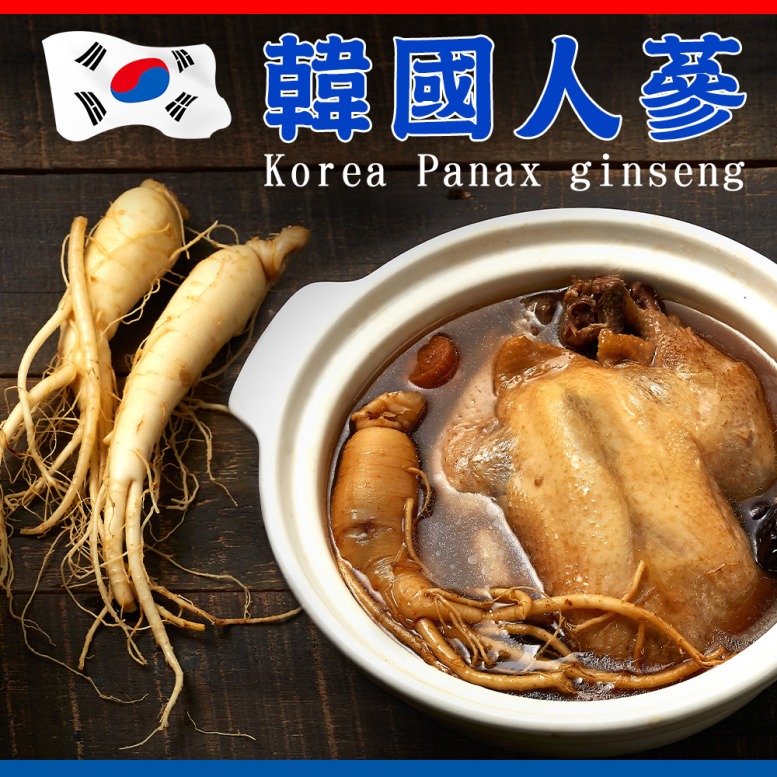 韓國人蔘
Korea Panax ginseng